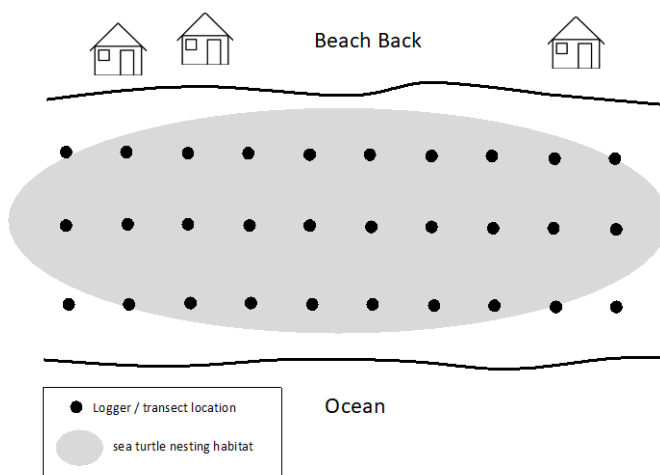 Beach Back
Ocean
Logger / transect location
sea turtle nesting habitat